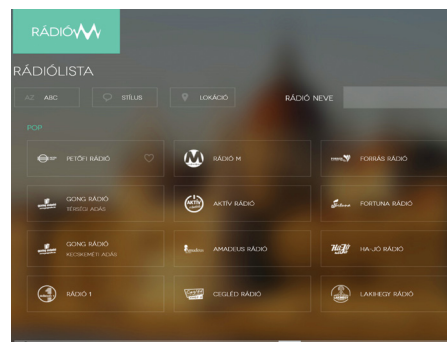 RÁDIÓ
RÁDIÓLISTA
AZ ABC
STÍLUS
LOKÁCIÓ
RÁDIÓ NEVE
POP
PETŐFI RÁDIÓ
RÁDIÓ M
FORRÁS RÁDIÓ
GONG RÁDIÓ
TÉRSÉGI ADÁS
AKTÍV
AKTÍV RÁDIÓ
FORTUNA RÁDIÓ
GONG RÁDIÓ
KECSKEMÉTI ADÁS
AMADEUS RÁDIÓ
HA-JÓ RÁDIÓ
RÁDIÓ 1
CEGLÉD RÁDIÓ
LAKIHEGY RÁDIÓ